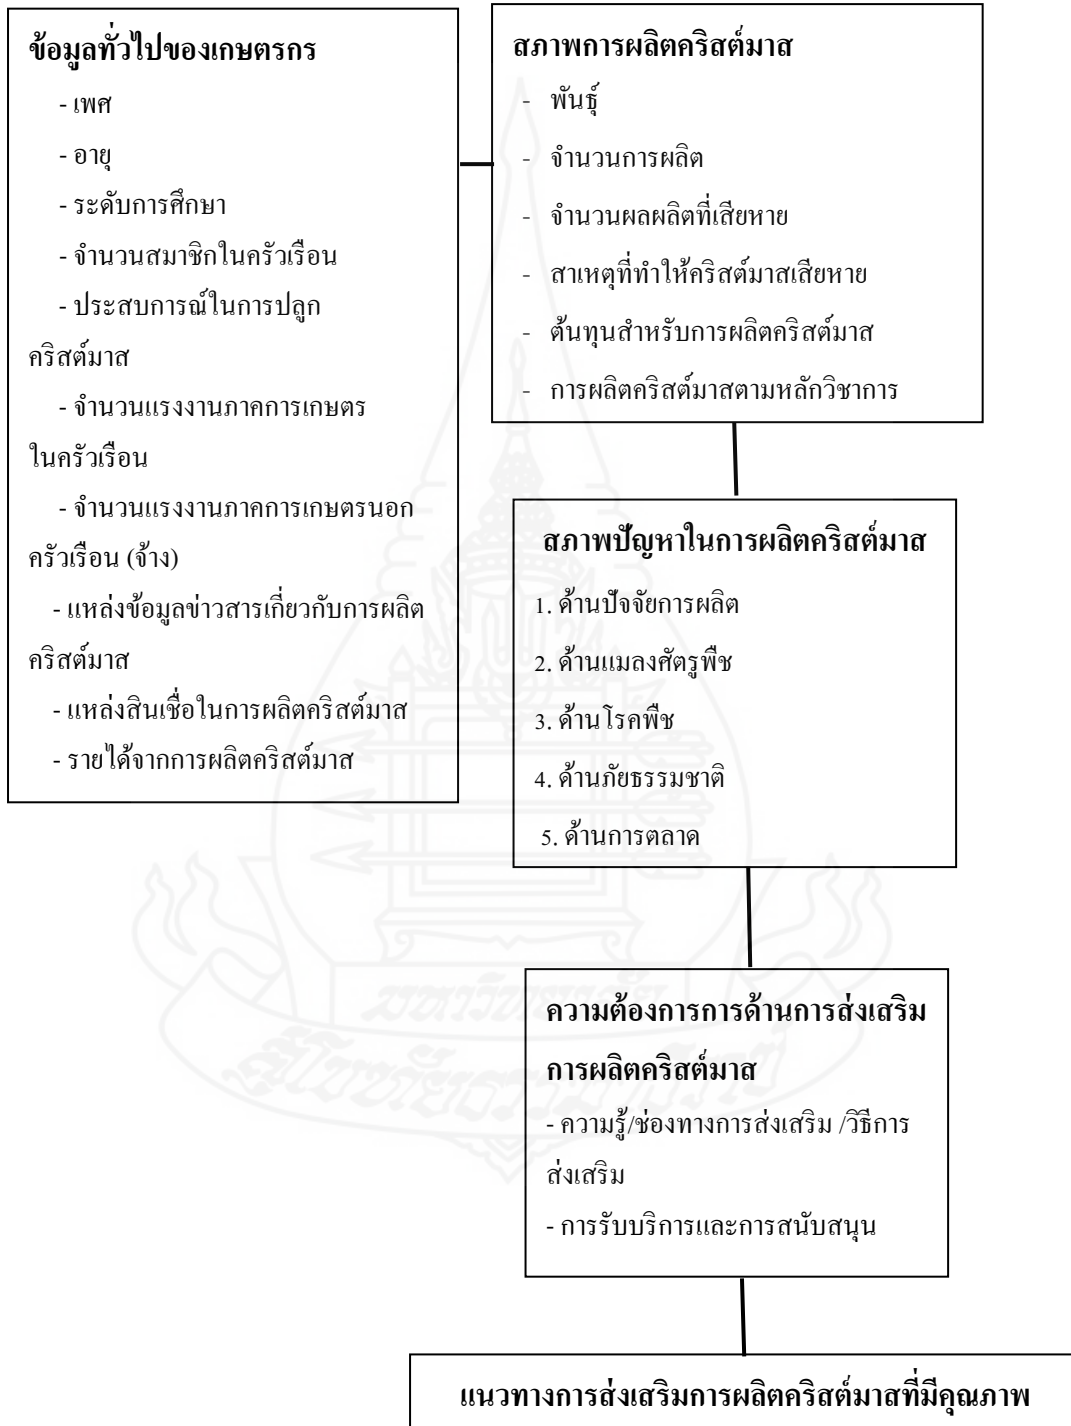 ข้อมูลทั่วไปของเกษตรกร
- เพศ
- อายุ
- ระดับการศึกษา
- จำนวนสมาชิกในครัวเรือน
- ประสบการณ์ในการปลูก
คริสต์มาส
- จำนวนแรงงานภาคการเกษตร
ในครัวเรือน
- จำนวนแรงงานภาคการเกษตรนอก
ครัวเรือน (จ้าง)
- แหล่งข้อมูลข่าวสารเกี่ยวกับการผลิต
คริสต์มาส
- แหล่งสินเชื่อในการผลิตคริสต์มาส
- รายได้จากการผลิตคริสต์มาส
สภาพการผลิตคริสต์มาส
- พันธุ์
- จำนวนการผลิต
- จำนวนผลผลิตที่เสียหาย
- สาเหตุที่ทำให้คริสต์มาสเสียหาย
- ต้นทุนสำหรับการผลิตคริสต์มาส
- การผลิตคริสต์มาสตามหลักวิชาการ
สภาพปัญหาในการผลิตคริสต์มาส
1. ด้านปัจจัยการผลิต
2. ด้านแมลงศัตรูพืช
3. ด้านโรคพืช
4. ด้านภัยธรรมชาติ
5. ด้านการตลาด
ความต้องการการด้านการส่งเสริม
การผลิตคริสต์มาส
- ความรู้/ช่องทางการส่งเสริม /วิธีการ
ส่งเสริม
- การรับบริการและการสนับสนุน
แนวทางการส่งเสริมการผลิตคริสต์มาสที่มีคุณภาพ
มหาวิทยาลัย
สุโขทัยธรรมาธิราช